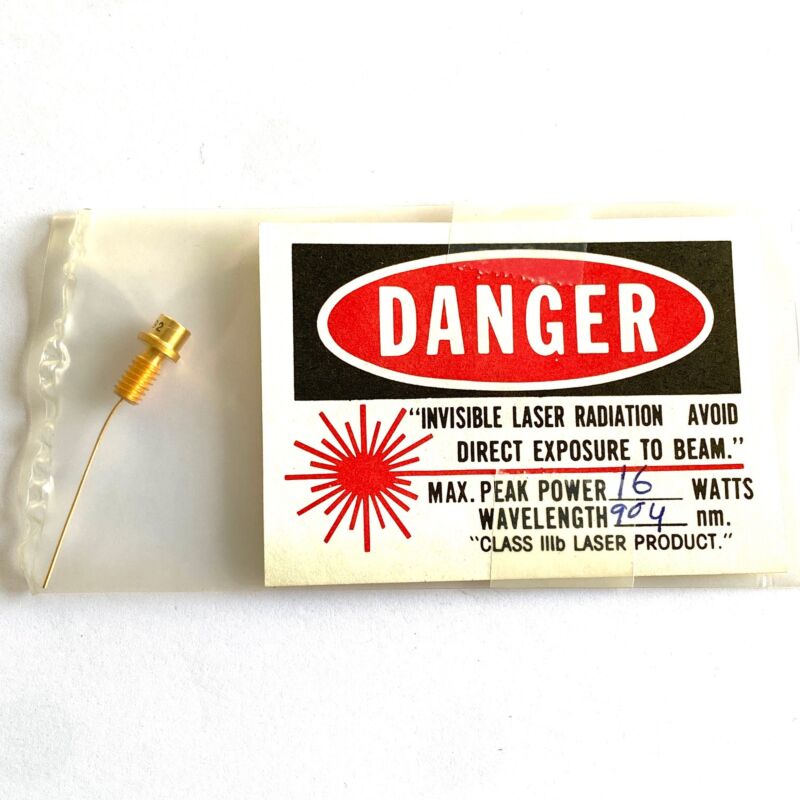 DANGER
"INVISIBLE LASER RADIATION AVOID
DIRECT EXPOSURE TO BEAM."
MAX. PEAK POWER 16 WATTS
WAVELENGTH 904 nm.
"CLASS IIIb LASER PRODUCT."